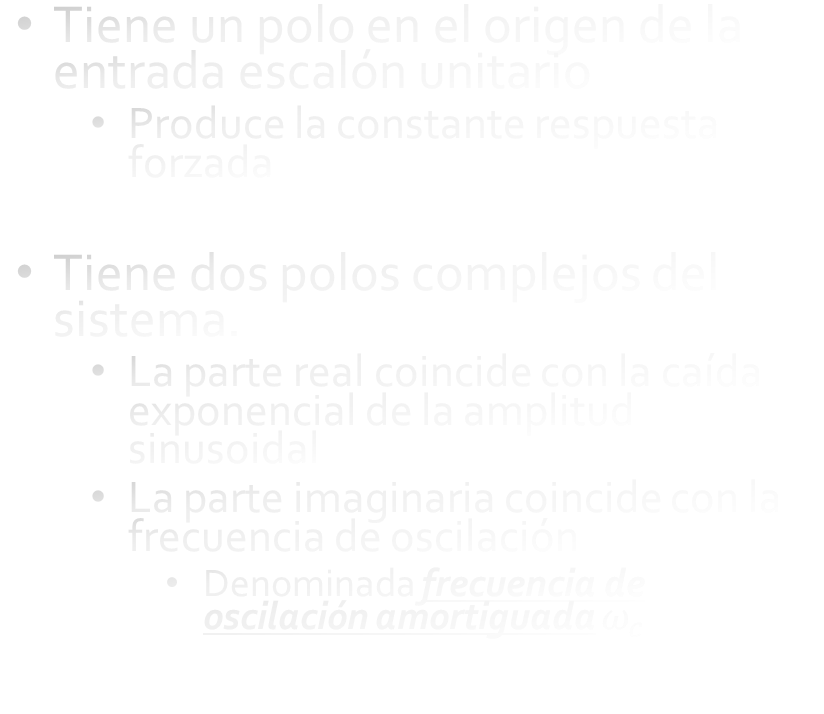 • Tiene un polo en el origen de la
entrada escalón unitario
• Produce la constante respuesta
forzada
• Tiene dos polos complejos del
sistema.
• La parte real coincide con la caída
exponencial de la amplitud
sinusoidal
• La parte imaginaria coincide con la
frecuencia de oscilación
• Denominada frecuencia de
oscilación amortiguada